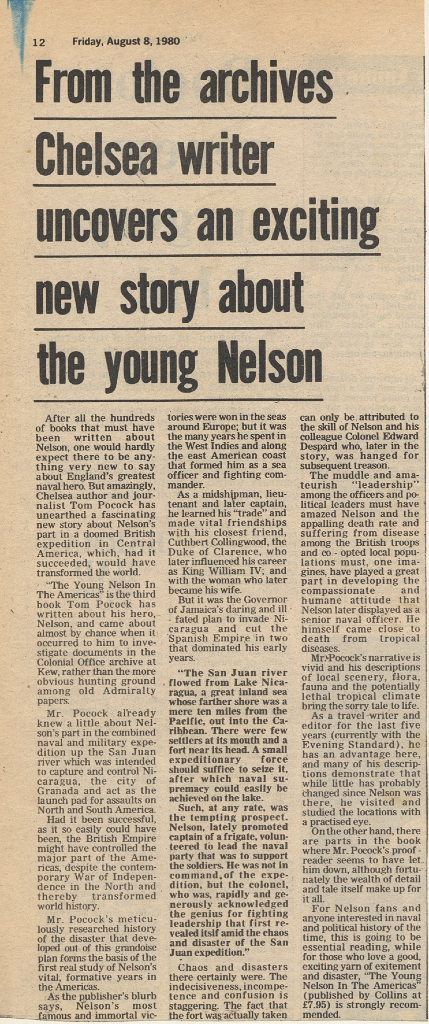 12 Friday, August 8, 1980
From the archives
Chelsea writer
uncovers an exciting
new story about
the young Nelson
After all the hundreds
of books that must have
been written about
Nelson, one would hardly
expect there to be any-
thing very new to say
about England's greatest
naval hero. But amazingly,
Chelsea author and jour-
nalist Tom Pocock has
unearthed a fascinating
new story about Nelson's
part in a doomed British
expedition in Central
America, which, had it
succeeded, would have
transformed the world.
"The Young Nelson In
The Americas" is the third
book Tom Pocock has
written about his hero,
Nelson, and came about
almost by chance when it
occurred to him to inve-
stigate documents in the
Colonial Office archive at
Kew, rather than the more
obvious hunting ground
among old Admiralty
papers.
Mr. Pocock already
knew a little about Nel-
son's part in the combined
naval and military expe-
dition up the San Juan
river which was intended
to capture and control Ni-
caragua, the city of
Granada and act as the
launch pad for assaults on
North and South America.
Had it been successful,
as it so easily could have
been, the British Empire
might have controlled the
major part of the Ame-
ricas, despite the contem-
porary War of Indepen-
dence in the North and
thereby transformed
world history.
Mr. Pocock's meticu-
lously researched history
of the disaster that deve-
loped out of this grandoise
plan forms the basis of the
first real study of Nelson's
vital, formative years in
the Americas.
As the publisher's blurb
says, Nelson's most
famous and immortal vic-
tories were won in the seas
around Europe; but it was
the many years he spent in
the West Indies and along
the east American coast
that formed him as a sea
officer and fighting com-
mander.
As a midshipman, lieu-
tenant and later captain,
he learned his "trade" and
made vital friendships
with his closest friend,
Cuthbert Collingwood, the
Duke of Clarence, who
later influenced his career
as King William IV; and
with the woman who later
became his wife.
But it was the Governor
of Jamaica's daring and ill
- fated plan to invade Ni-
caragua and cut the
Spanish Empire in two
that dominated his early
years.
"The San Juan river
flowed from Lake Nica-
ragua, a great inland sea
whose farther shore was a
mere ten miles from the
Pacific, out into the Ca-
ribbean. There were few
settlers at its mouth and a
fort near its head. A small
expeditionary force
should suffice to seize it,
after which naval su-
premacy could easily be
achieved on the lake.
Such, at any rate, was
the tempting prospect.
Nelson, lately promoted
captain of a frigate, volun-
teered to lead the naval
party that was to support
the soldiers. He was not in
command, of the expe-
dition, but the colonel,
who was, rapidly and ge-
nerously acknowledged
the genius for fighting
leadership that first re-
vealed itslf amid the chaos
and disaster of the San
Juan expedition."
Chaos and disasters
there certainly were. The
indecisiveness, incompe-
tence and confusion is
staggering. The fact that
the fort was actually taken
can only be attributed to
the skill of Nelson and his
colleague Colonel Edward
Despard who, later in the
story, was hanged for
subsequent treason.
The muddle and ama-
teurish "leadership"
among the officers and po-
litical leaders must have
amazed Nelson and the
appalling death rate and
suffering from disease
among the British troops
and co - opted local popu-
lations must, one ima-
gines, have played a great
part in developing the
compassionate and
humane attitude that
Nelson later displayed as a
senior naval officer. He
himself came close to
death from tropical
diseases.
Mr. Pocock's narrative is
vivid and his descriptions
of local scenery, flora,
fauna and the potentially
lethal tropical climate
bring the sorry tale to life.
As a travel writer and
editor for the last five
years (currently with the
Evening Standard), he
has an advantage here,
and many of his descrip-
tions demonstrate that
while little has probably
changed since Nelson was
there, he visited and
studied the locations with
a practised eye.
On the other hand, there
are parts in the book
where Mr. Pocock's proof-
reader seems to have let
him down, although fortu-
nately the wealth of detail
and tale itself make up for
it all.
For Nelson fans and
anyone interested in naval
and political history of the
time, this is going to be
essential reading, while
for those who love a good,
exciting yarn of exitement
and disaster, "The Young
Nelson In The Americas"
(published by Collins at
£7.95) is strongly recom-
mended.